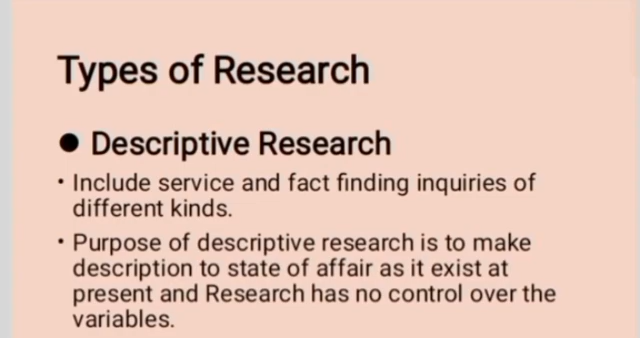 Types of Research
● Descriptive Research
• Include service and fact finding inquiries of
different kinds.
• Purpose of descriptive research is to make
description to state of affair as it exist at
present and Research has no control over the
variables.